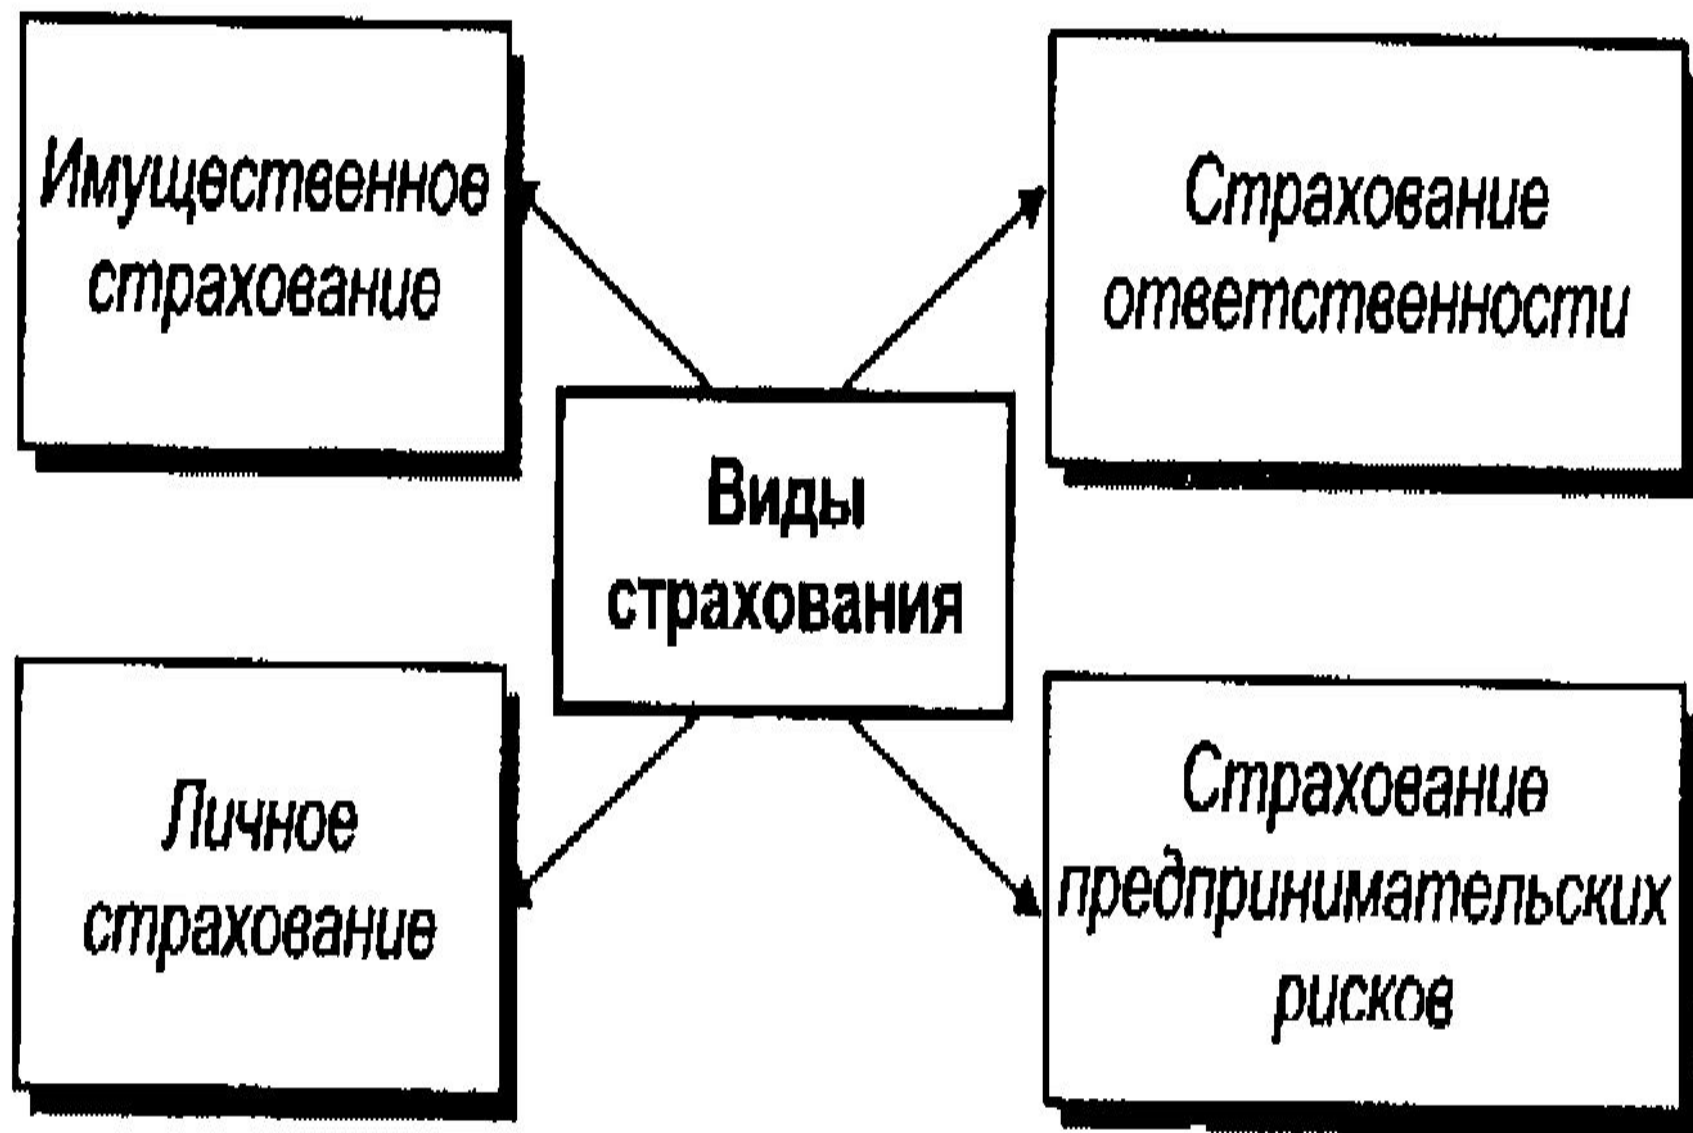 Имущественное
страхование
Страхование
ответственности
Виды
страхования
Личное
страхование
Страхование
предпринимательских
рисков